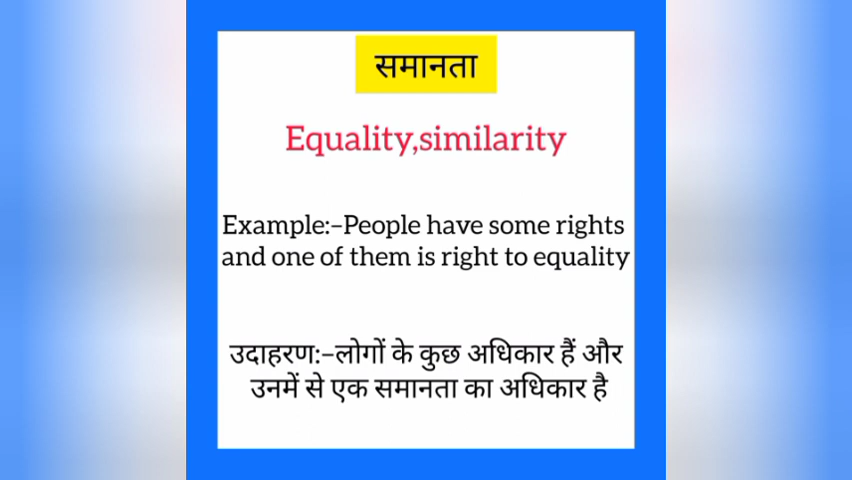 समानता
Equality,similarity
Example:–People have some rights
and one of them is right to equality
उदाहरण:–लोगों के कुछ अधिकार हैं और
उनमें से एक समानता का अधिकार है